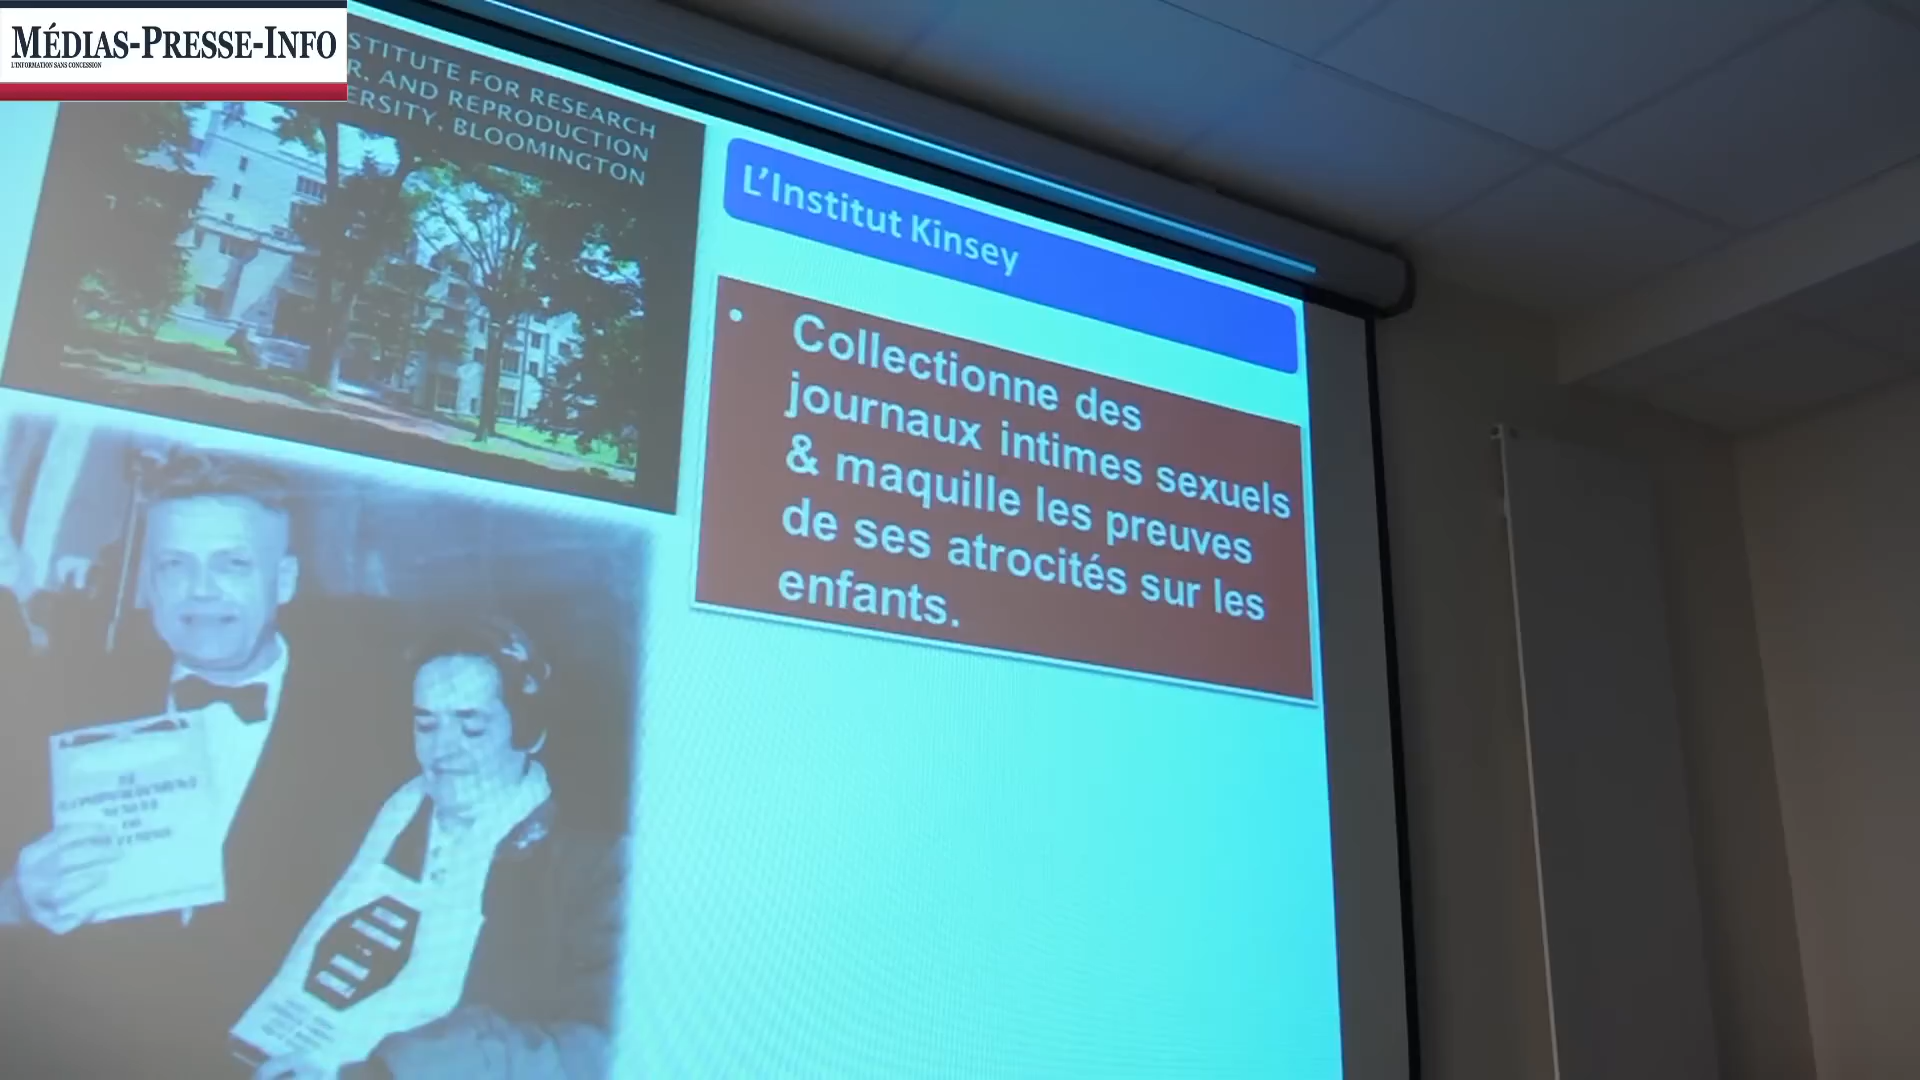 MÉDIAS-PRESSE-INFO
L'INFORMATION SANS CONCESSION
STITUTE FOR RESEARCH
R, AND REPRODUCTION
ERSITY, BLOOMINGTON
L'Institut Kinsey
• Collectionne des
journaux intimes sexuels
& maquille les preuves
de ses atrocités sur les
enfants.